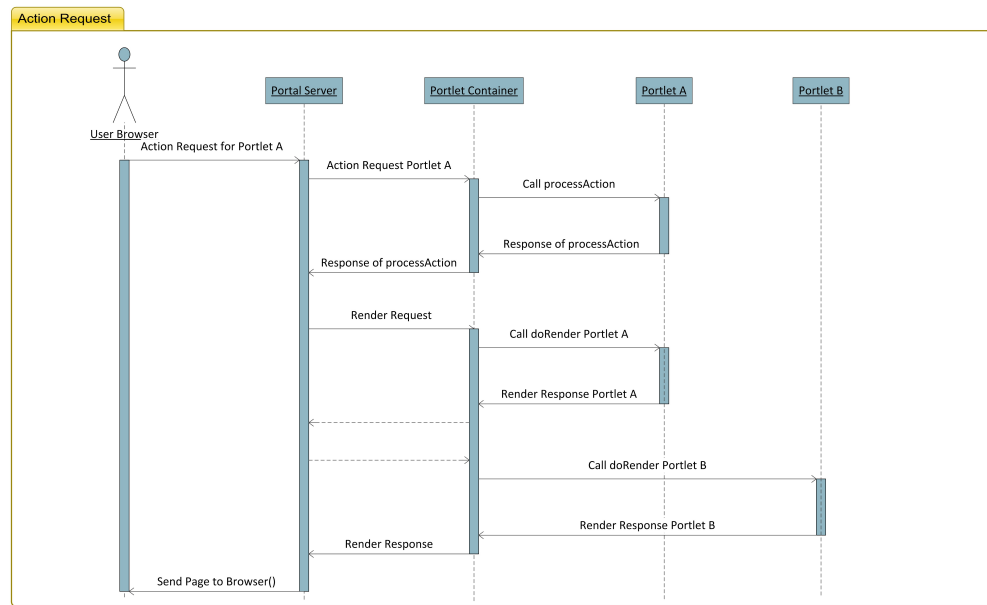 Action Request
Portal Server
Portlet Container
Portlet A
Portlet B
User Browser
Action Request for Portlet A
Action Request Portlet A
Call processAction
Response of processAction
Response of processAction
Render Request
Call doRender Portlet A
Render Response Portlet A
Call doRender Portlet B
Render Response Portlet B
Render Response
Send Page to Browser()